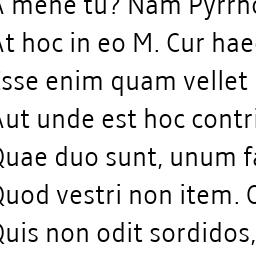 A mene tu? Nam Pyrrho
At hoc in eo M. Cur haec
Esse enim quam vellet
Aut unde est hoc contri
Quae duo sunt, unum fa
Quod vestri non item. C
Quis non odit sordidos,